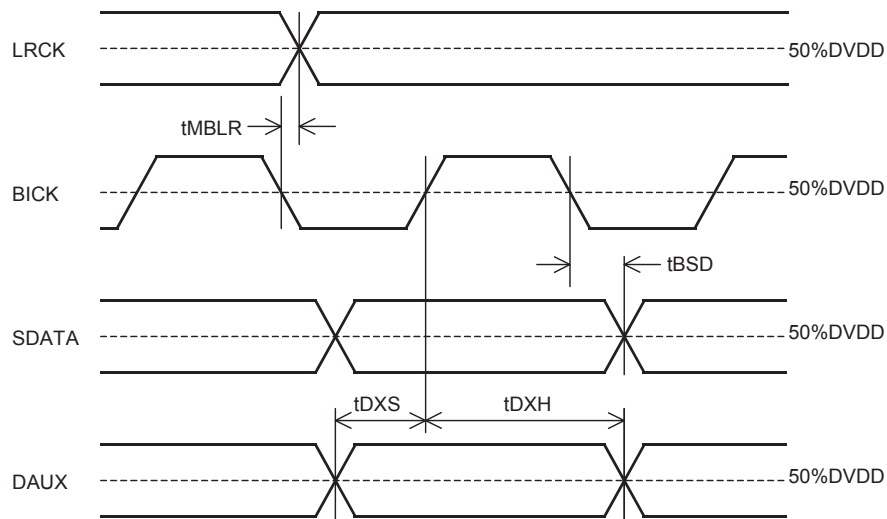 LRCK
50%DVDD
tMBLR
BICK
50%DVDD
tBSD
SDATA
50%DVDD
tDXS
tDXH
DAUX
50%DVDD